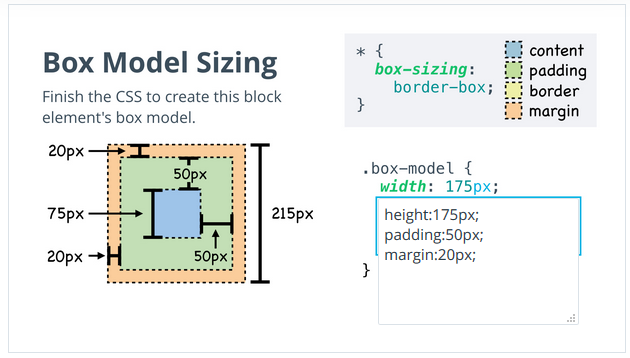 Box Model Sizing
Finish the CSS to create this block
element's box model.
20px
50px
75px
215px
20px
50px
* {
box-sizing:
border-box;
}
content
padding
border
margin
.box-model {
width: 175px;
height:175px;
padding:50px;
margin:20px;
}